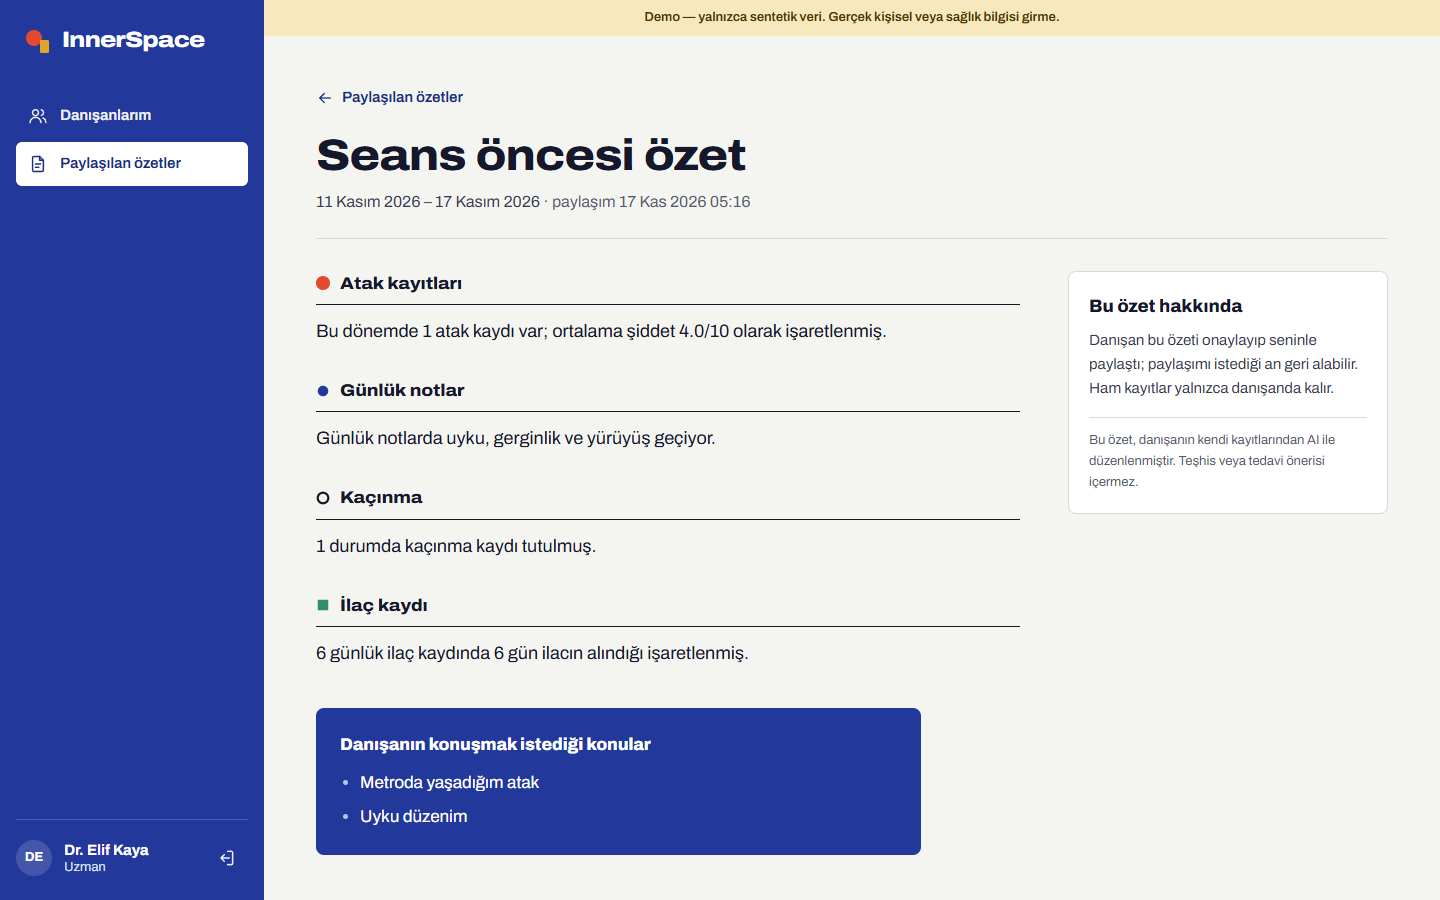 Demo — yalnızca sentetik veri. Gerçek kişisel veya sağlık bilgisi girme.
InnerSpace
Danışanlarım
Paylaşılan özetler
DE
Dr. Elif Kaya
Uzman
Paylaşılan özetler
Seans öncesi özet
11 Kasım 2026 – 17 Kasım 2026 · paylaşım 17 Kas 2026 05:16
Atak kayıtları
Bu dönemde 1 atak kaydı var; ortalama şiddet 4.0/10 olarak işaretlenmiş.
Günlük notlar
Günlük notlarda uyku, gerginlik ve yürüyüş geçiyor.
Kaçınma
1 durumda kaçınma kaydı tutulmuş.
İlaç kaydı
6 günlük ilaç kaydında 6 gün ilacın alındığı işaretlenmiş.
Danışanın konuşmak istediği konular
Metroda yaşadığım atak
Uyku düzenim
Bu özet hakkında
Danışan bu özeti onaylayıp seninle
paylaştı; paylaşımı istediği an geri alabilir.
Ham kayıtlar yalnızca danışanda kalır.
Bu özet, danışanın kendi kayıtlarından AI ile
düzenlenmiştir. Teşhis veya tedavi önerisi
içermez.